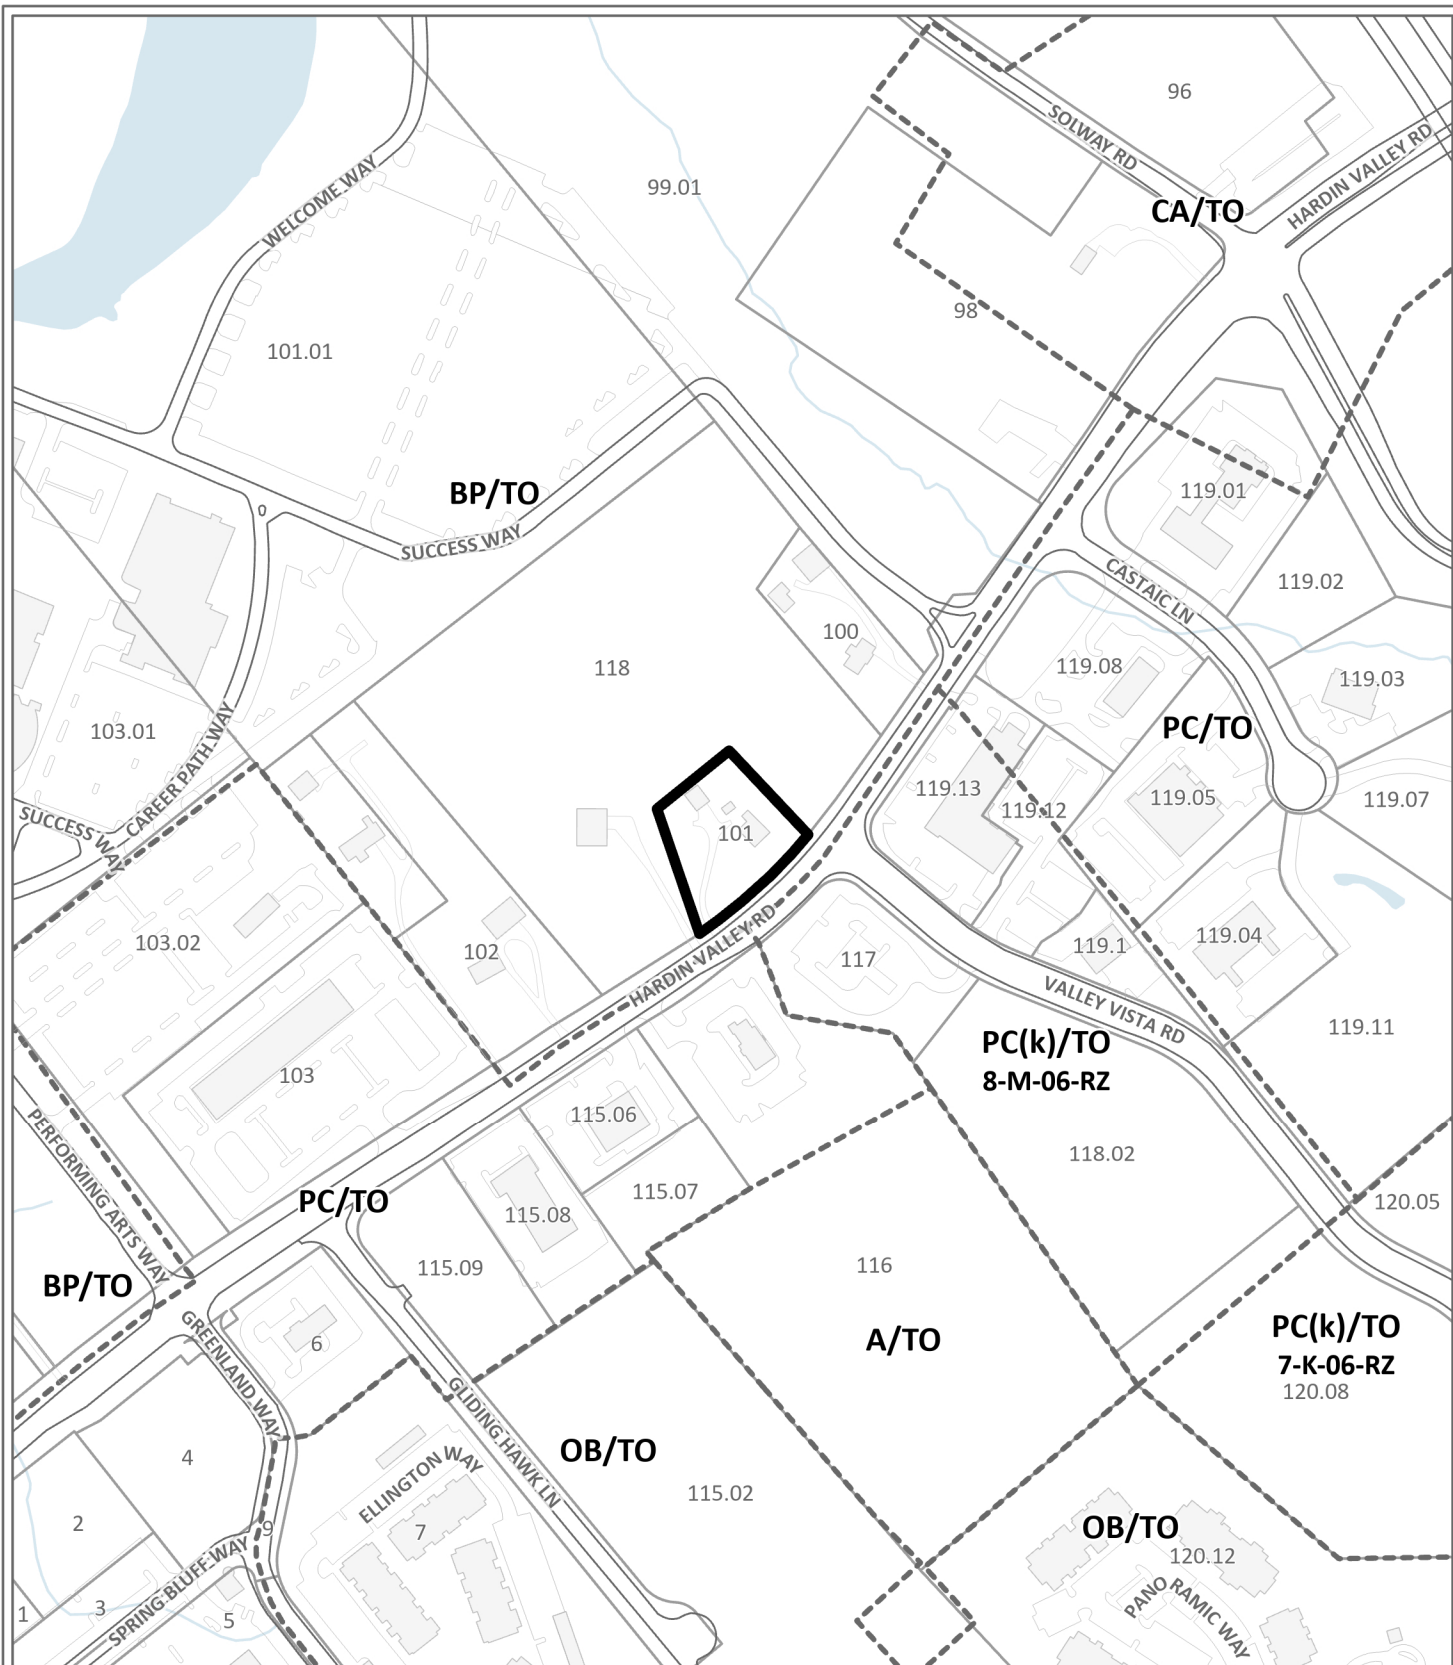 96
SOLWAY RD
HARDIN VALLEY RD
WELCOME WAY
99.01
CA/TO
98
101.01
119.01
BP/TO
SUCCESS WAY
CASTAIC LN
119.02
100
118
119.08
119.03
103.01
CAREER PATH WAY
PC/TO
119.13
119.12
119.05
119.07
SUCCESS WAY
101
103.02
102
HARDIN VALLEY RD
117
119.1
119.04
VALLEY VISTA RD
119.11
PC(k)/TO
8-M-06-RZ
103
115.06
118.02
PERFORMING ARTS WAY
PC/TO
115.07
115.08
120.05
BP/TO
115.09
116
GREENLAND WAY
6
A/TO
PC(k)/TO
7-K-06-RZ
120.08
GLIDING HAWK LN
4
ELLINGTON WAY
OB/TO
115.02
2
9
7
OB/TO
120.12
SPRING BLUFF WAY
PANORAMIC WAY
1
3
5